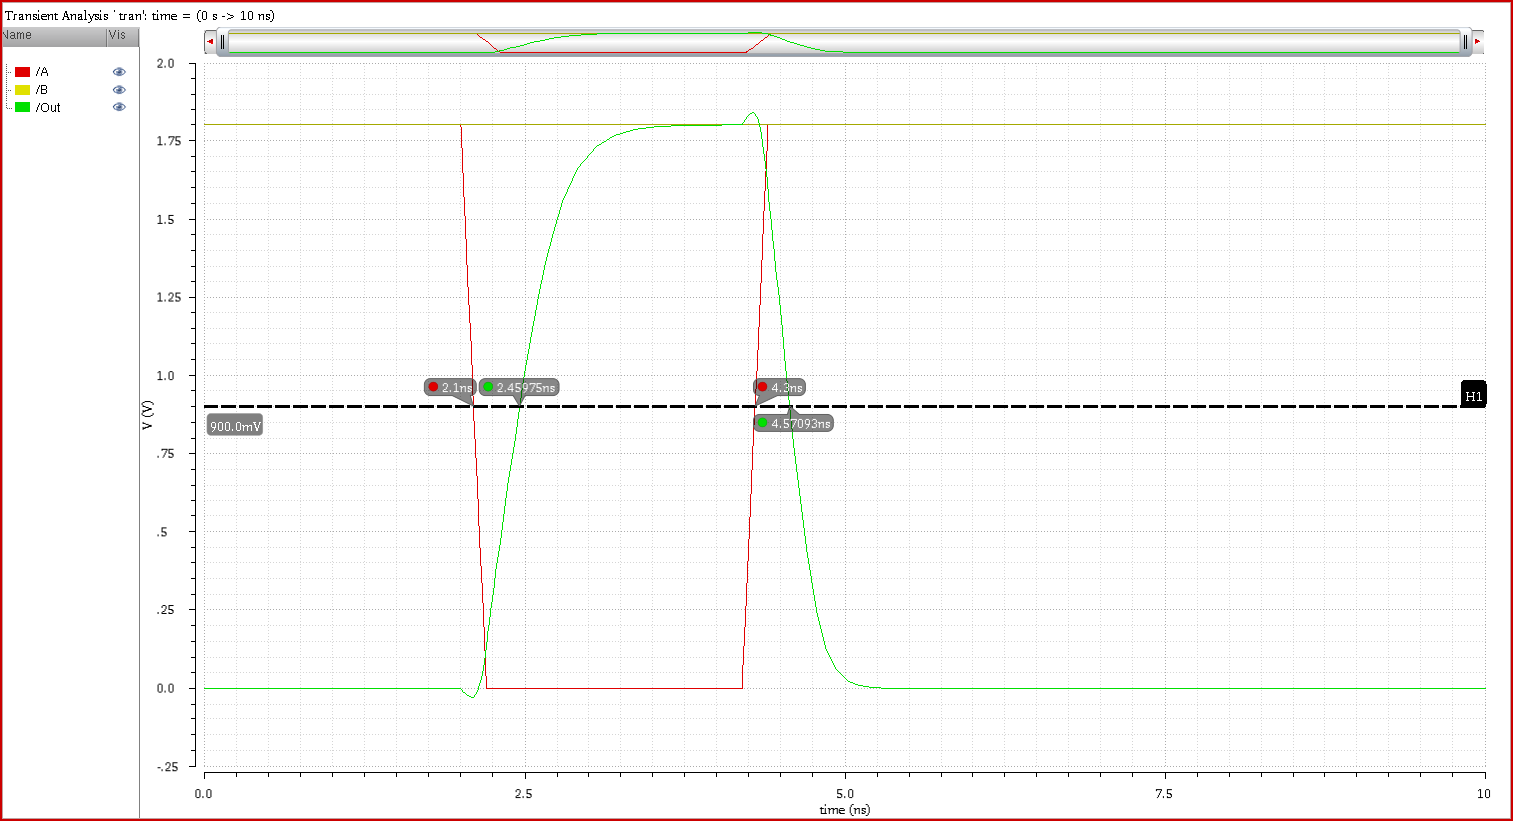 Transient Analysis `tran': time = (0 s -> 10 ns)
Name Vis
/A
/B
/Out
2.0
1.75
1.5
1.25
1.0
.75
.5
.25
0.0
-.25
V (V)
2.1ns 2.45975ns 4.3ns
H1
900.0mV 4.57093ns
0.0 2.5 5.0 7.5 10
time (ns)